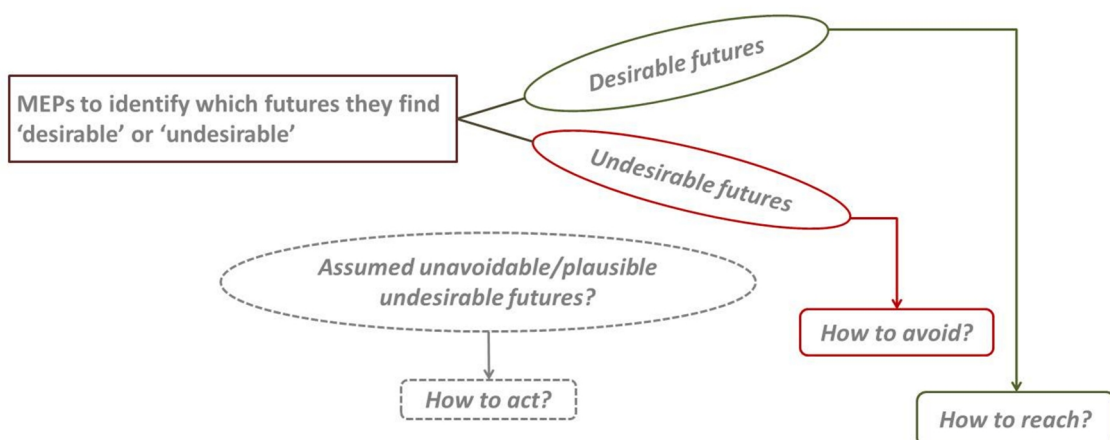 MEPs to identify which futures they find
‘desirable’ or ‘undesirable’
Desirable futures
Undesirable futures
Assumed unavoidable/plausible
undesirable futures?
How to avoid?
How to act?
How to reach?